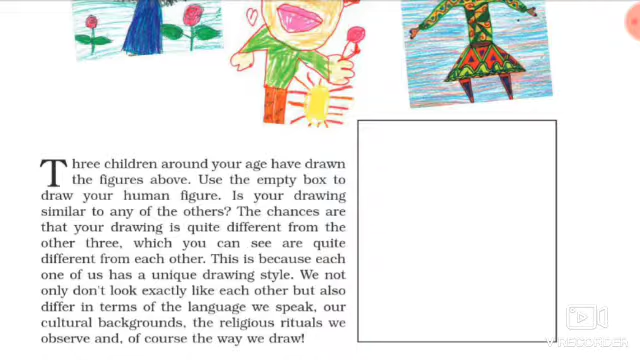 Three children around your age have drawn
the figures above. Use the empty box to
draw your human figure. Is your drawing
similar to any of the others? The chances are
that your drawing is quite different from the
other three, which you can see are quite
different from each other. This is because each
one of us has a unique drawing style. We not
only don't look exactly like each other but also
differ in terms of the language we speak, our
cultural backgrounds, the religious rituals we
observe and, of course the way we draw!
V RECORDER